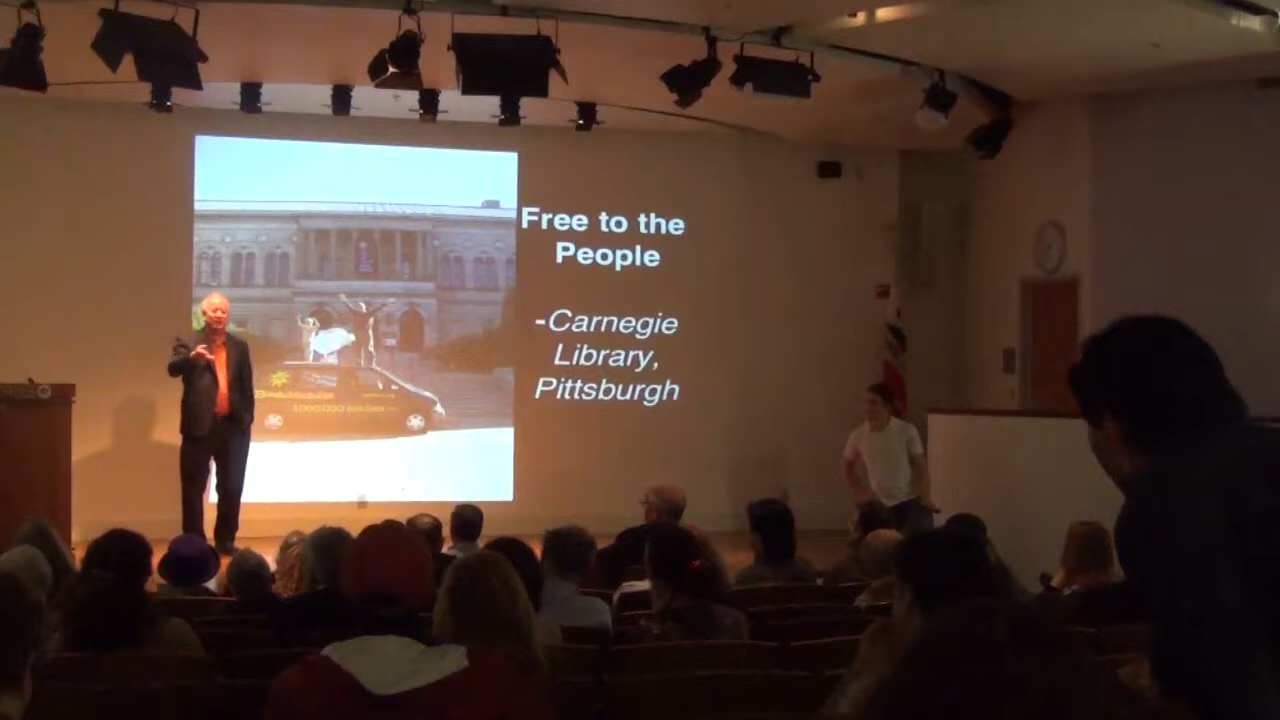 Free to the
People
-Carnegie
Library,
Pittsburgh